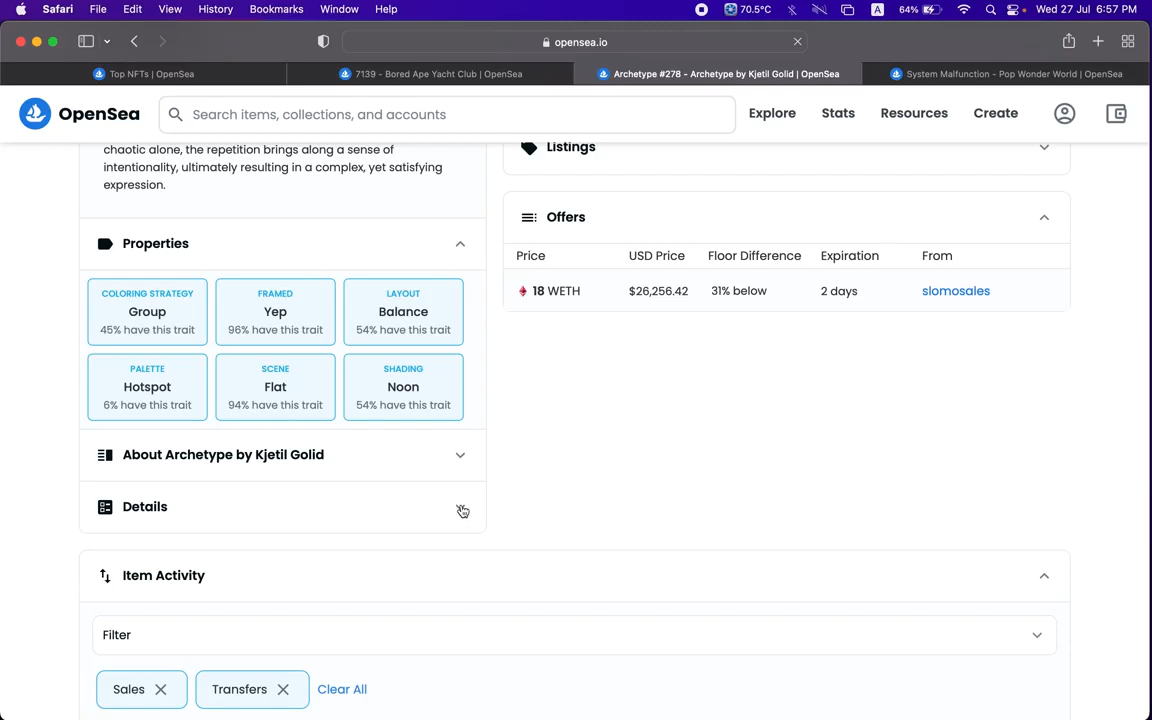 Safari File Edit View History Bookmarks Window Help 70.5°C A 64% Wed 27 Jul 6:57 PM
opensea.io
Top NFTs | OpenSea 7139 - Bored Ape Yacht Club | OpenSea Archetype #278 - Archetype by Kjetil Golid | OpenSea System Malfunction - Pop Wonder World | OpenSea
OpenSea Search items, collections, and accounts Explore Stats Resources Create
chaotic alone, the repetition brings along a sense of
intentionality, ultimately resulting in a complex, yet satisfying
expression.
Listings
Offers
Price USD Price Floor Difference Expiration From
18 WETH $26,256.42 31% below 2 days slomosales
Properties
COLORING STRATEGY FRAMED LAYOUT
Group Yep Balance
45% have this trait 96% have this trait 54% have this trait
PALETTE SCENE SHADING
Hotspot Flat Noon
6% have this trait 94% have this trait 54% have this trait
About Archetype by Kjetil Golid
Details
Item Activity
Filter
Sales Transfers Clear All